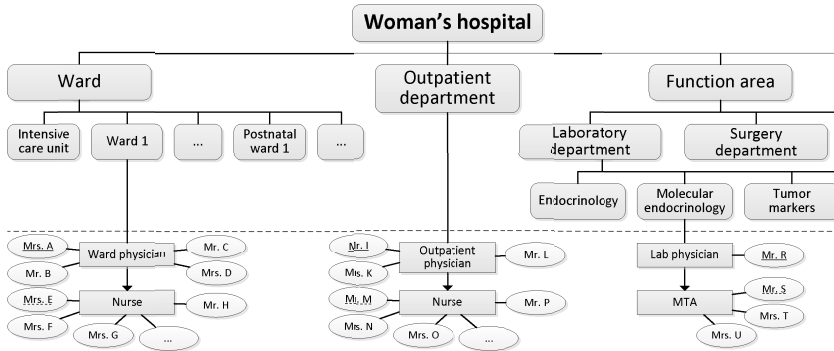 Woman's hospital
Ward
Outpatient
department
Function area
Intensive
care unit
Ward 1
...
Postnatal
ward 1
...
Laboratory
department
Surgery
department
Endocrinology
Molecular
endocrinology
Tumor
markers
Mrs. A
Ward physician
Mr. C
Mr. B
Mrs. D
Mrs. E
Nurse
Mr. H
Mrs. F
Mrs. G
...
Mr. I
Outpatient
physician
Mr. L
Mrs. K
Mr. M
Nurse
Mr. P
Mrs. N
Mrs. O
...
Lab physician
Mr. R
MTA
Mr. S
Mrs. T
Mrs. U